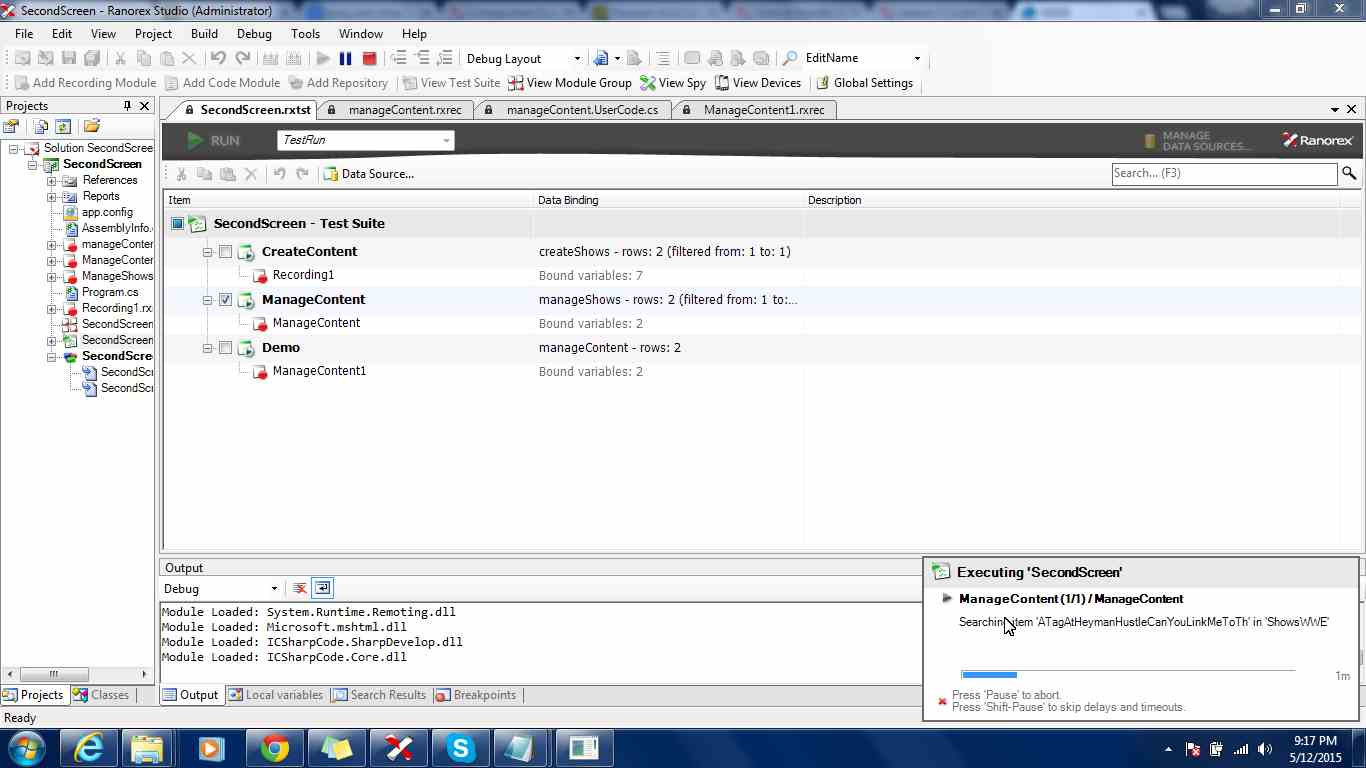 SecondScreen - Ranorex Studio (Administrator)
File Edit View Project Build Debug Tools Window Help
Debug Layout EditName
Add Recording Module Add Code Module Add Repository View Test Suite View Module Group View Spy View Devices Global Settings
Projects
SecondScreen.rxtst manageContent.rxrec manageContent.UserCode.cs ManageContent1.rxrec
RUN TestRun MANAGE DATA SOURCES... Ranorex
Data Source... Search... (F3)
Solution SecondScree
SecondScreen
References
Reports
app.config
AssemblyInfo.
manageConter
ManageConter
ManageShows
Program.cs
Recording1.rx
SecondScreen
SecondScreen
SecondScre
SecondScr
SecondScr
Item Data Binding Description
SecondScreen - Test Suite
CreateContent createShows - rows: 2 (filtered from: 1 to: 1)
Recording1 Bound variables: 7
ManageContent manageShows - rows: 2 (filtered from: 1 to:...
ManageContent Bound variables: 2
Demo manageContent - rows: 2
ManageContent1 Bound variables: 2
Output
Debug
Module Loaded: System.Runtime.Remoting.dll
Module Loaded: Microsoft.mshtml.dll
Module Loaded: ICSharpCode.SharpDevelop.dll
Module Loaded: ICSharpCode.Core.dll
Executing 'SecondScreen'
ManageContent (1/1) / ManageContent
Searching item 'ATagAtHeymanHustleCanYouLinkMeToTh' in 'ShowsWWE'
1m
Press 'Pause' to abort.
Press 'Shift-Pause' to skip delays and timeouts.
Projects Classes Output Local variables Search Results Breakpoints
Ready
9:17 PM
5/12/2015